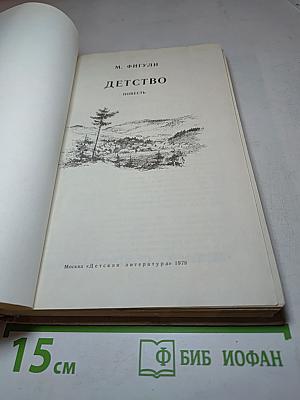 М. ФИГУЛИ
ДЕТСТВО
ПОВЕСТЬ
Москва «Детская литература» 1978
15 см
БИБ ИОФАН